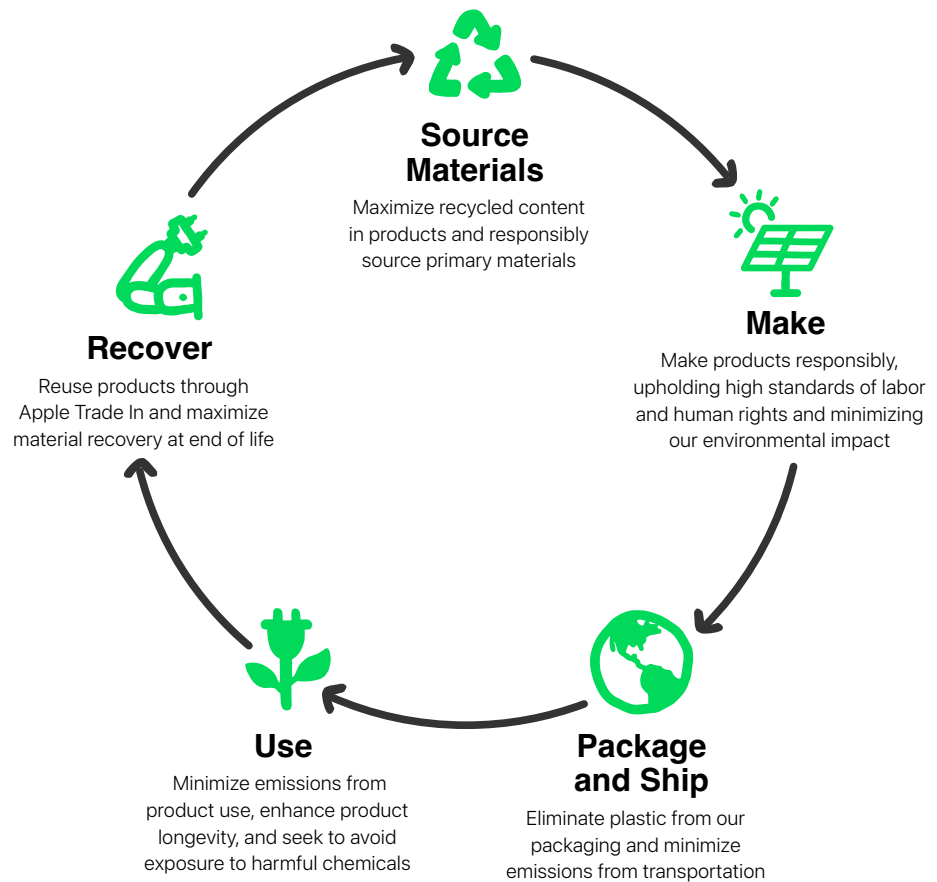 Source
Materials
Maximize recycled content
in products and responsibly
source primary materials
Make
Make products responsibly,
upholding high standards of labor
and human rights and minimizing
our environmental impact
Package
and Ship
Eliminate plastic from our
packaging and minimize
emissions from transportation
Use
Minimize emissions from
product use, enhance product
longevity, and seek to avoid
exposure to harmful chemicals
Recover
Reuse products through
Apple Trade In and maximize
material recovery at end of life